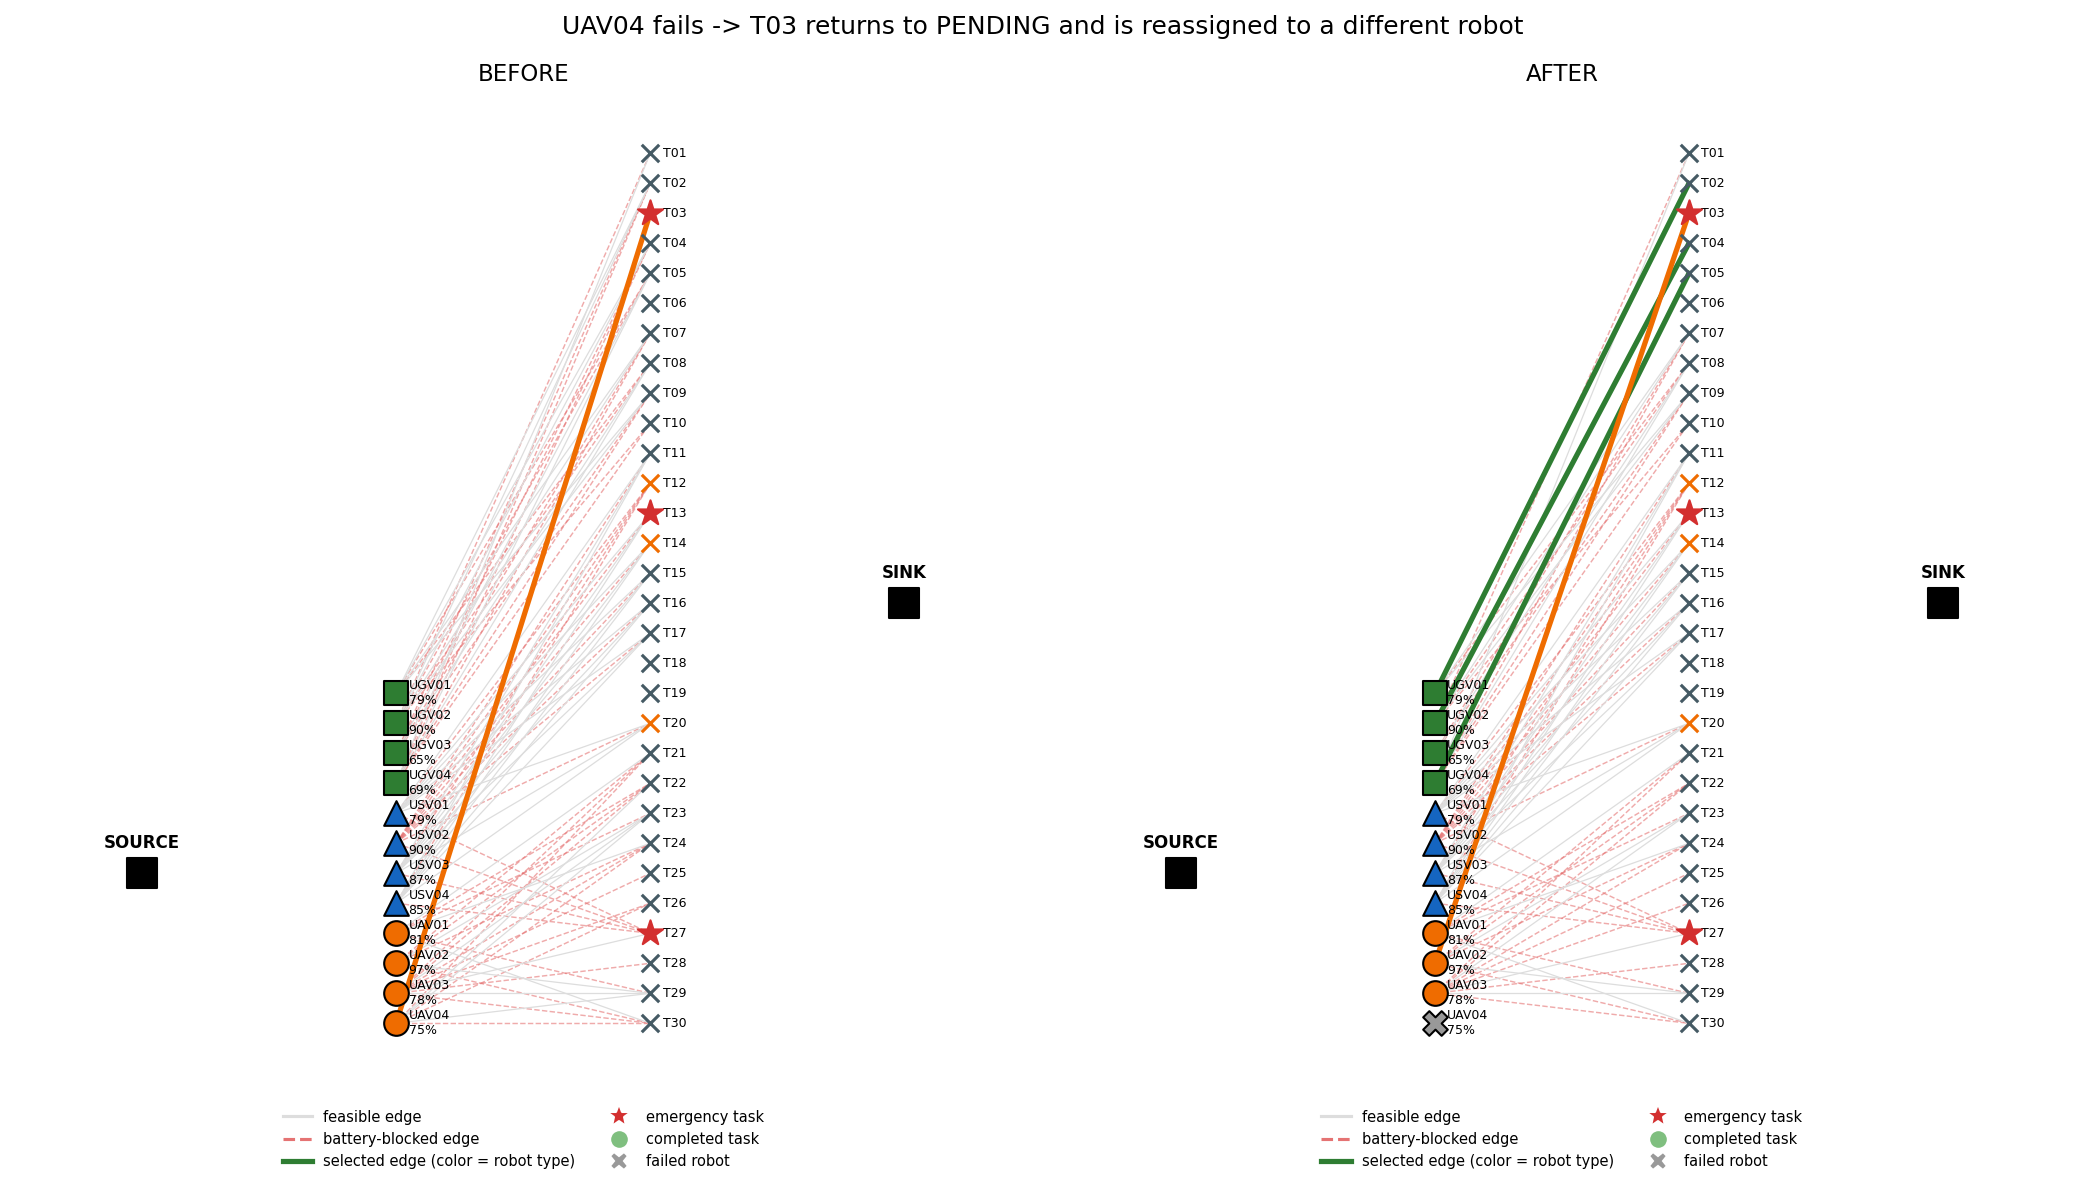 UAV04 fails -> T03 returns to PENDING and is reassigned to a different robot
BEFORE
T01
T02
T03
T04
T05
T06
T07
T08
T09
T10
T11
T12
T13
T14
T15
T16
T17
T18
T19
T20
T21
T22
T23
T24
T25
T26
T27
T28
T29
T30
SINK
UGV01
79%
UGV02
90%
UGV03
65%
UGV04
69%
USV01
79%
USV02
90%
USV03
87%
USV04
85%
UAV01
81%
UAV02
97%
UAV03
78%
UAV04
75%
SOURCE
feasible edge
battery-blocked edge
selected edge (color = robot type)
emergency task
completed task
failed robot
AFTER
T01
T02
T03
T04
T05
T06
T07
T08
T09
T10
T11
T12
T13
T14
T15
T16
T17
T18
T19
T20
T21
T22
T23
T24
T25
T26
T27
T28
T29
T30
SINK
UGV01
79%
UGV02
90%
UGV03
65%
UGV04
69%
USV01
79%
USV02
90%
USV03
87%
USV04
85%
UAV01
81%
UAV02
97%
UAV03
78%
UAV04
75%
SOURCE
feasible edge
battery-blocked edge
selected edge (color = robot type)
emergency task
completed task
failed robot